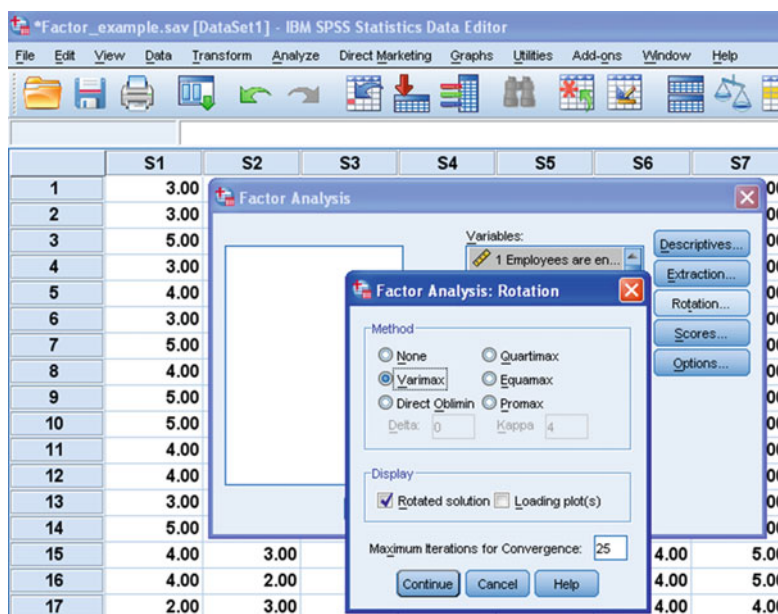 *Factor_example.sav [DataSet1] - IBM SPSS Statistics Data Editor
File Edit View Data Transform Analyze Direct Marketing Graphs Utilities Add-ons Window Help
S1 S2 S3 S4 S5 S6 S7
1 3.00
2 3.00
3 5.00
4 3.00
5 4.00
6 3.00
7 5.00
8 4.00
9 5.00
10 5.00
11 4.00
12 4.00
13 3.00
14 5.00
15 4.00 3.00 4.00 5.00
16 4.00 2.00 4.00 5.00
17 2.00 3.00 4.00 4.0
Factor Analysis
Variables:
1 Employees are en...
Descriptives...
Extraction...
Rotation...
Scores...
Options...
Factor Analysis: Rotation
Method
None Quartimax
Varimax Equamax
Direct Oblimin Promax
Delta: 0 Kappa 4
Display
Rotated solution Loading plot(s)
Maximum Iterations for Convergence: 25
Continue Cancel Help